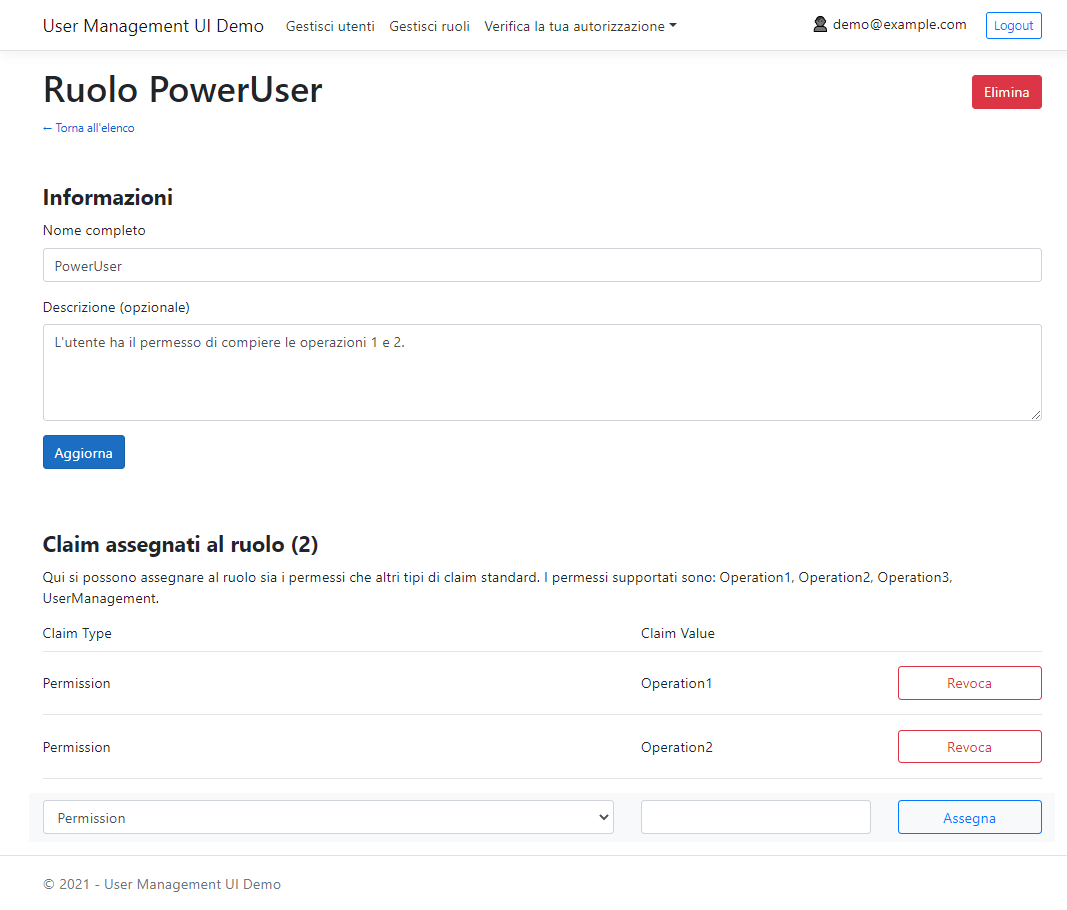 User Management UI Demo Gestisci utenti Gestisci ruoli Verifica la tua autorizzazione demo@example.com Logout
Ruolo PowerUser Elimina
← Torna all'elenco
Informazioni
Nome completo
PowerUser
Descrizione (opzionale)
L'utente ha il permesso di compiere le operazioni 1 e 2.
Aggiorna
Claim assegnati al ruolo (2)
Qui si possono assegnare al ruolo sia i permessi che altri tipi di claim standard. I permessi supportati sono: Operation1, Operation2, Operation3,
UserManagement.
Claim Type Claim Value
Permission Operation1 Revoca
Permission Operation2 Revoca
Permission Assegna
© 2021 - User Management UI Demo